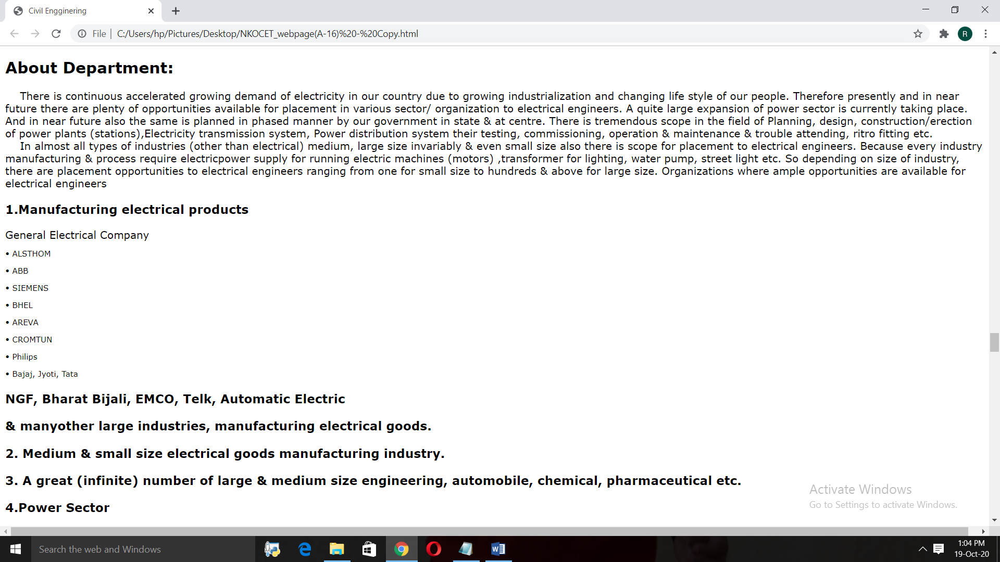 Civil Engginering
File | C:/Users/hp/Pictures/Desktop/NKOCET_webpage(A-16)%20-%20Copy.html
R
About Department:
There is continuous accelerated growing demand of electricity in our country due to growing industrialization and changing life style of our people. Therefore presently and in near
future there are plenty of opportunities available for placement in various sector/ organization to electrical engineers. A quite large expansion of power sector is currently taking place.
And in near future also the same is planned in phased manner by our government in state & at centre. There is tremendous scope in the field of Planning, design, construction/erection
of power plants (stations),Electricity transmission system, Power distribution system their testing, commissioning, operation & maintenance & trouble attending, ritro fitting etc.
In almost all types of industries (other than electrical) medium, large size invariably & even small size also there is scope for placement to electrical engineers. Because every industry
manufacturing & process require electricpower supply for running electric machines (motors) ,transformer for lighting, water pump, street light etc. So depending on size of industry,
there are placement opportunities to electrical engineers ranging from one for small size to hundreds & above for large size. Organizations where ample opportunities are available for
electrical engineers
1.Manufacturing electrical products
General Electrical Company
• ALSTHOM
• ABB
• SIEMENS
• BHEL
• AREVA
• CROMTUN
• Philips
• Bajaj, Jyoti, Tata
NGF, Bharat Bijali, EMCO, Telk, Automatic Electric
& manyother large industries, manufacturing electrical goods.
2. Medium & small size electrical goods manufacturing industry.
3. A great (infinite) number of large & medium size engineering, automobile, chemical, pharmaceutical etc.
4.Power Sector
Activate Windows
Go to Settings to activate Windows.
Search the web and Windows
1:04 PM
19-Oct-20